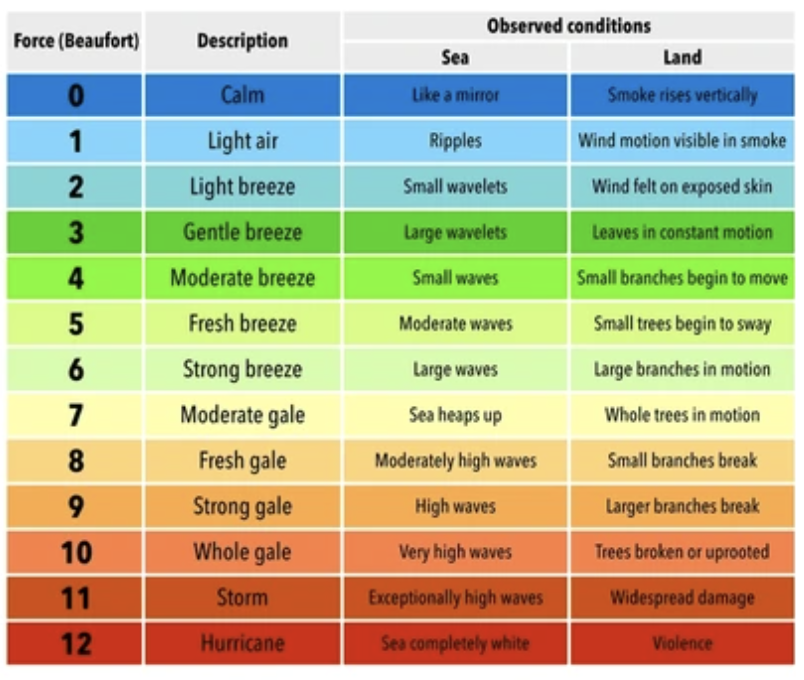 Force (Beaufort) Description Observed conditions
Sea Land
0 Calm Like a mirror Smoke rises vertically
1 Light air Ripples Wind motion visible in smoke
2 Light breeze Small wavelets Wind felt on exposed skin
3 Gentle breeze Large wavelets Leaves in constant motion
4 Moderate breeze Small waves Small branches begin to move
5 Fresh breeze Moderate waves Small trees begin to sway
6 Strong breeze Large waves Large branches in motion
7 Moderate gale Sea heaps up Whole trees in motion
8 Fresh gale Moderately high waves Small branches break
9 Strong gale High waves Larger branches break
10 Whole gale Very high waves Trees broken or uprooted
11 Storm Exceptionally high waves Widespread damage
12 Hurricane Sea completely white Violence